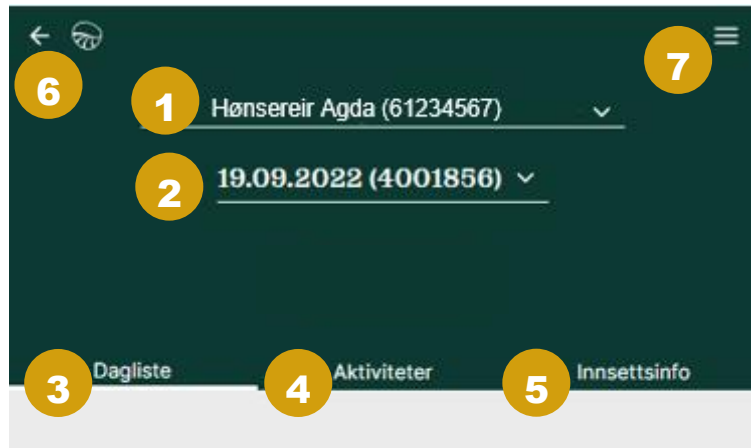 6
7
1 Hønsereir Agda (61234567)
2 19.09.2022 (4001856)
3 Dagliste 4 Aktiviteter 5 Innsettsinfo